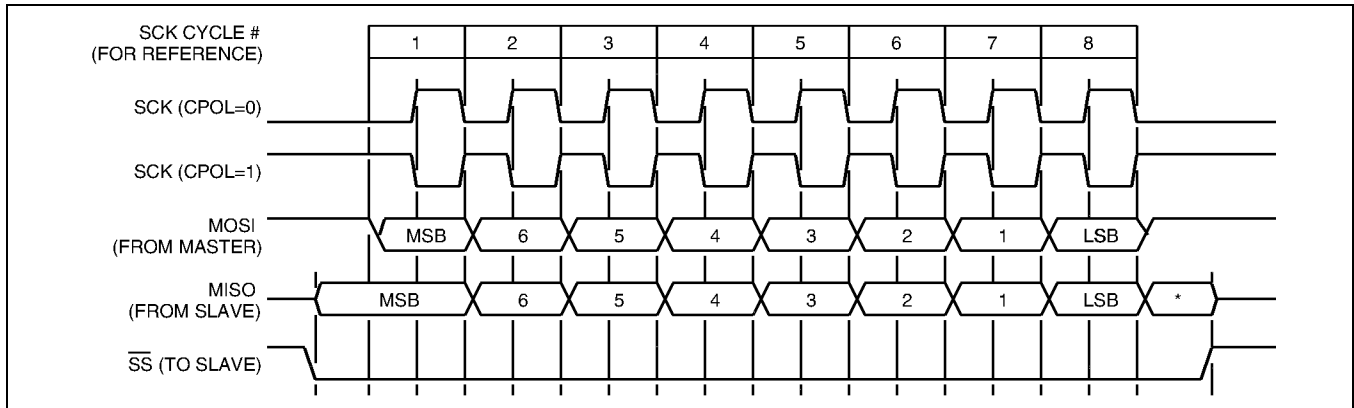 SCK CYCLE #
(FOR REFERENCE)
1 2 3 4 5 6 7 8
SCK (CPOL=0)
SCK (CPOL=1)
MOSI
(FROM MASTER)
MSB 6 5 4 3 2 1 LSB
MISO
(FROM SLAVE)
MSB 6 5 4 3 2 1 LSB *
SS (TO SLAVE)